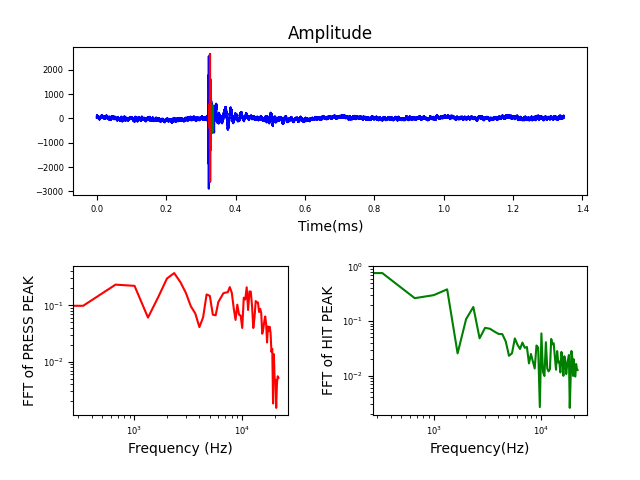 Amplitude
2000
1000
0
−1000
−2000
−3000
0.0 0.2 0.4 0.6 0.8 1.0 1.2 1.4
Time(ms)
FFT of PRESS PEAK
10⁻¹
10⁻²
10³ 10⁴
Frequency (Hz)
FFT of HIT PEAK
10⁰
10⁻¹
10⁻²
10³ 10⁴
Frequency(Hz)